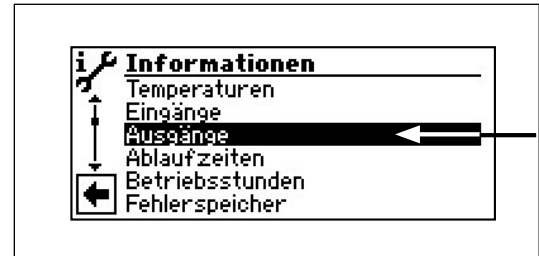 Informationen
Temperaturen
Eingänge
Ausgänge
Ablaufzeiten
Betriebsstunden
Fehlerspeicher